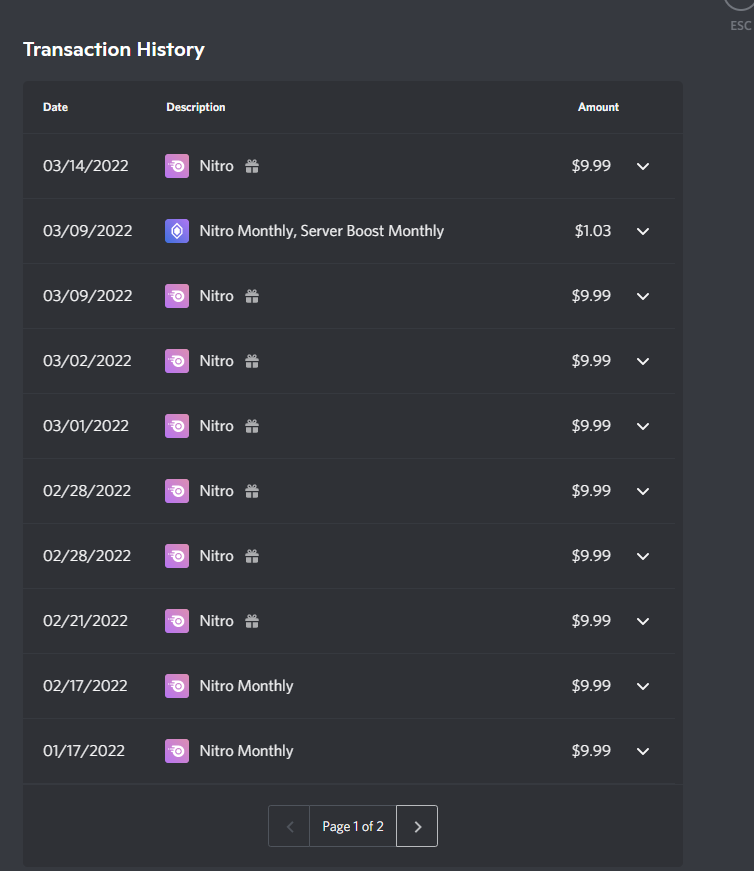 ESC
Transaction History
Date Description Amount
03/14/2022 Nitro $9.99
03/09/2022 Nitro Monthly, Server Boost Monthly $1.03
03/09/2022 Nitro $9.99
03/02/2022 Nitro $9.99
03/01/2022 Nitro $9.99
02/28/2022 Nitro $9.99
02/28/2022 Nitro $9.99
02/21/2022 Nitro $9.99
02/17/2022 Nitro Monthly $9.99
01/17/2022 Nitro Monthly $9.99
Page 1 of 2